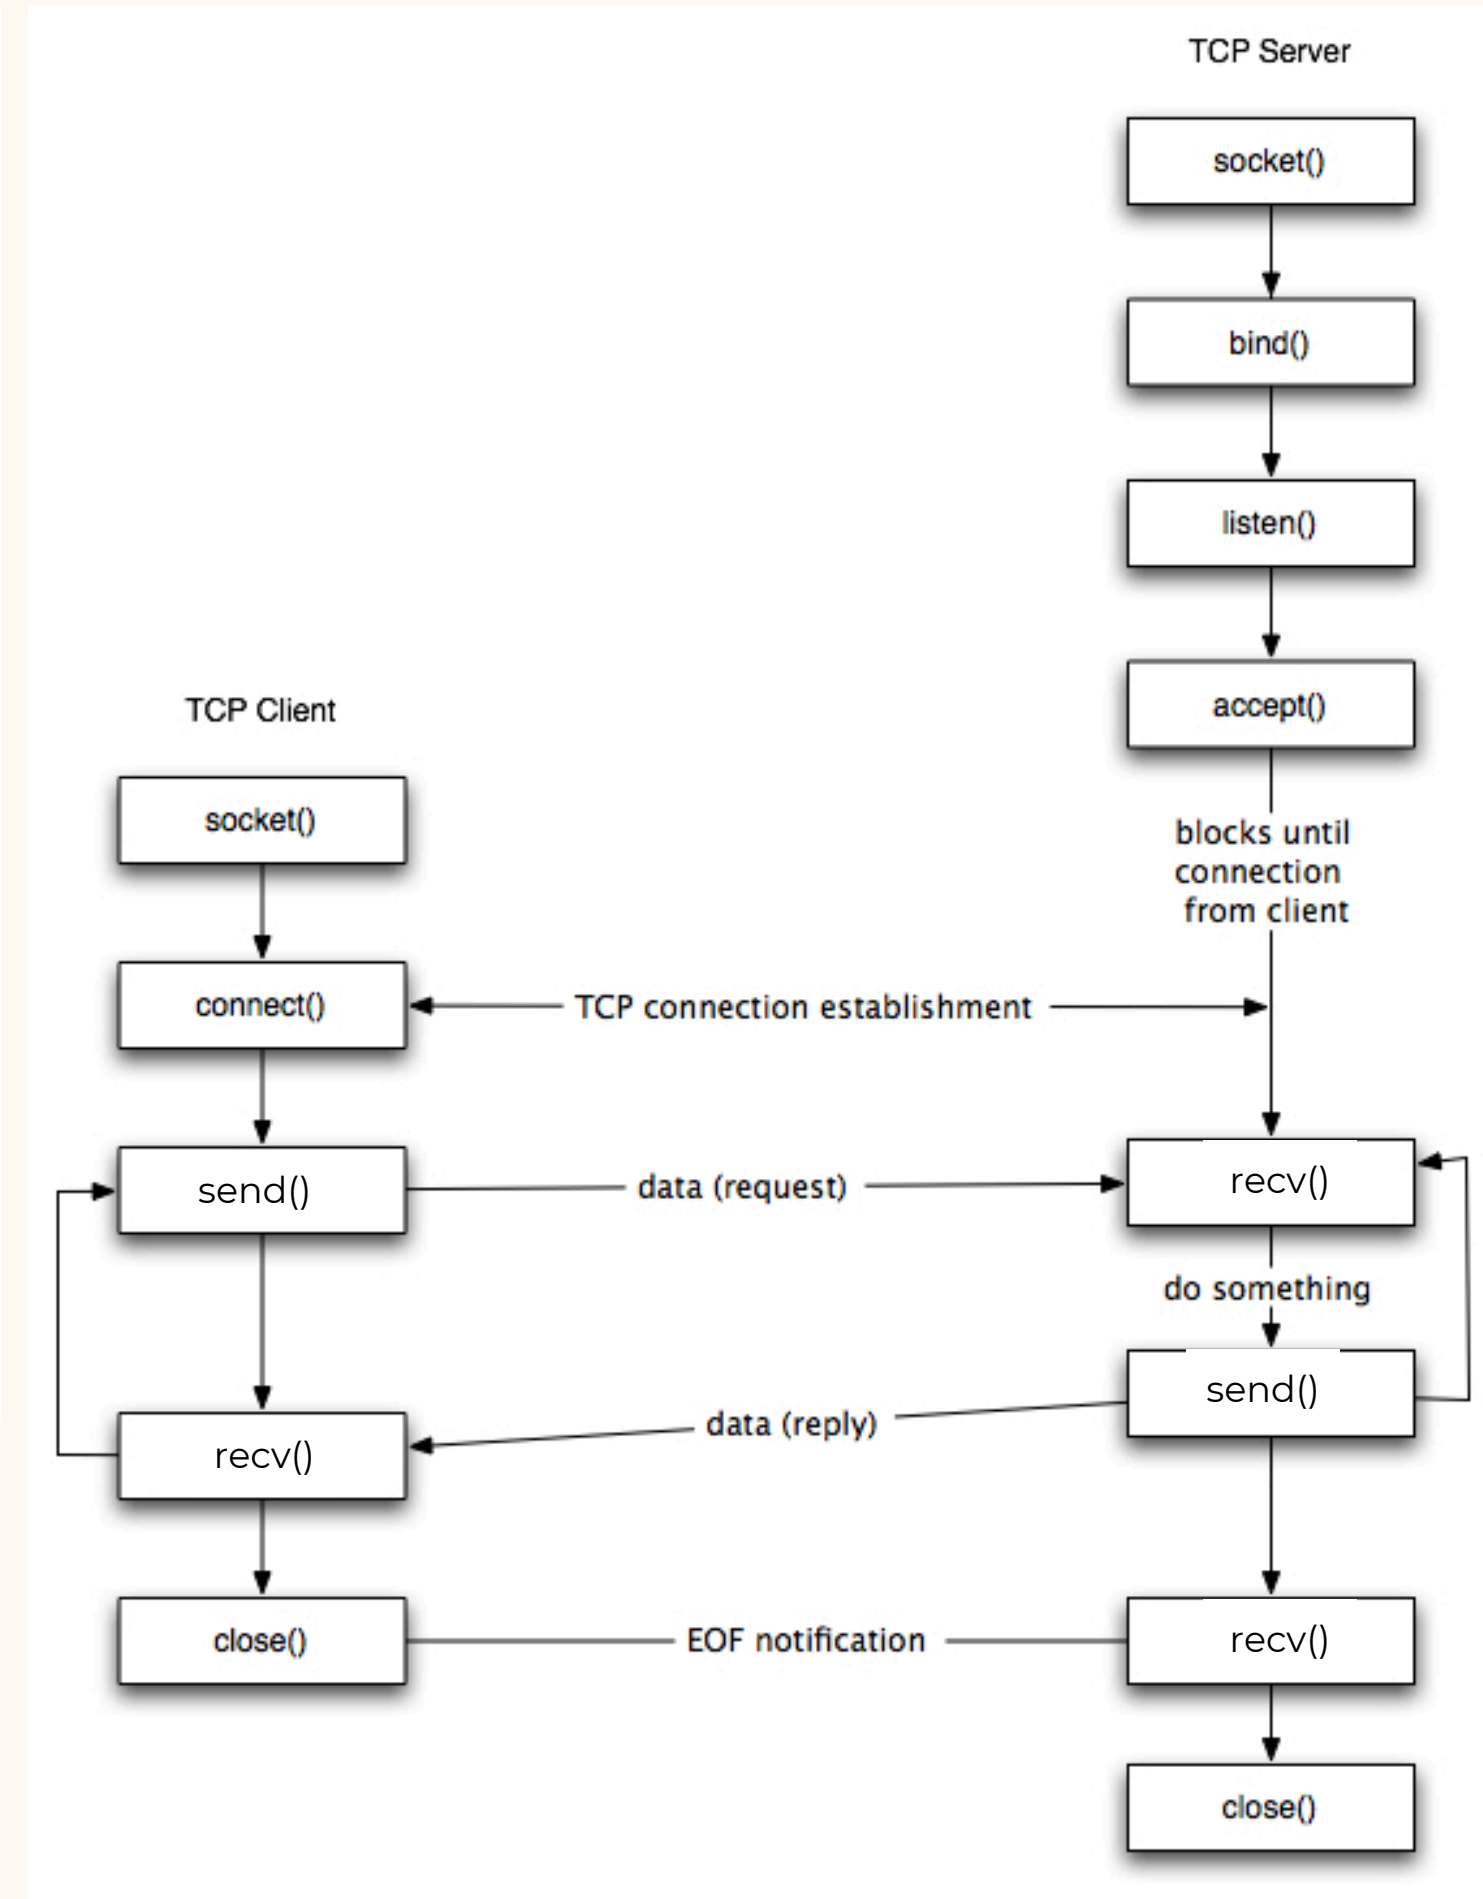 TCP Server
socket()
bind()
listen()
accept()
TCP Client
socket()
blocks until
connection
from client
connect()
TCP connection establishment
send()
data (request)
recv()
do something
send()
data (reply)
recv()
close()
EOF notification
recv()
close()